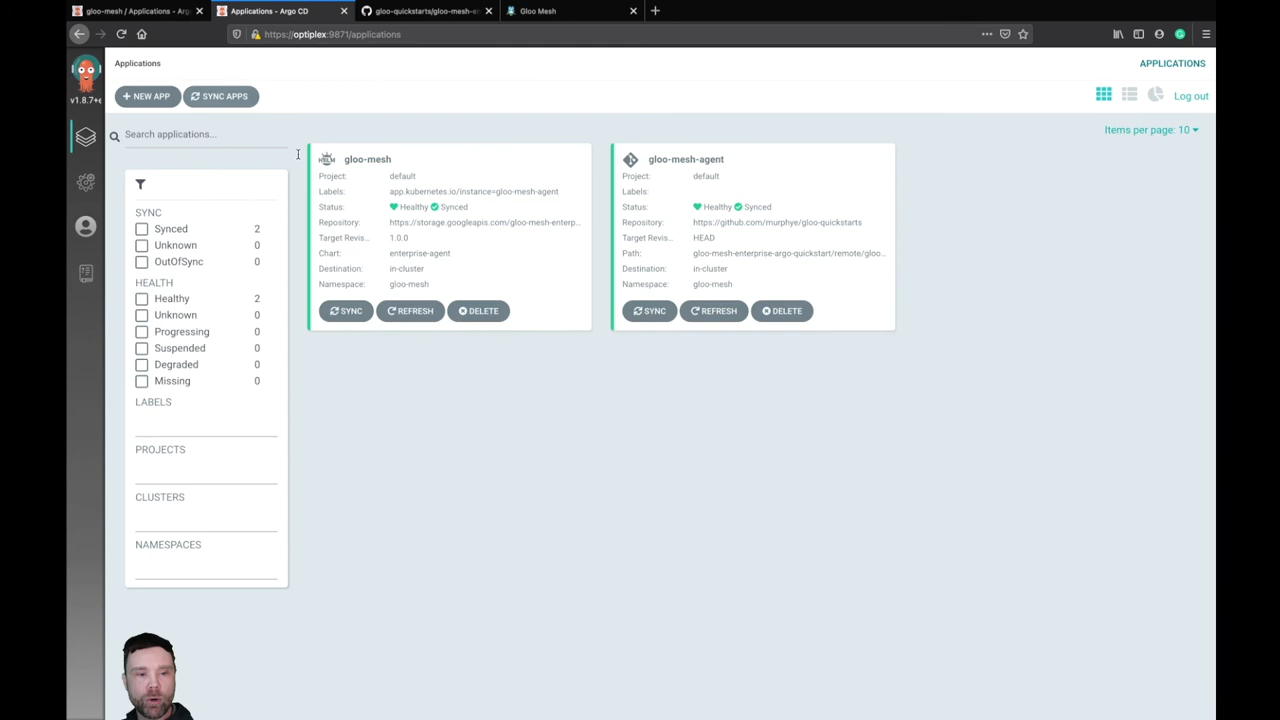 gloo-mesh / Applications - Arg
Applications - Argo CD
gloo-quickstarts/gloo-mesh-en
Gloo Mesh
https://optiplex:9871/applications
v1.8.7+
Applications
APPLICATIONS
+ NEW APP
SYNC APPS
Log out
Search applications...
Items per page: 10
SYNC
Synced 2
Unknown 0
OutOfSync 0
HEALTH
Healthy 2
Unknown 0
Progressing 0
Suspended 0
Degraded 0
Missing 0
LABELS
PROJECTS
CLUSTERS
NAMESPACES
HELM
gloo-mesh
Project: default
Labels: app.kubernetes.io/instance=gloo-mesh-agent
Status: Healthy Synced
Repository: https://storage.googleapis.com/gloo-mesh-enterp...
Target Revis... 1.0.0
Chart: enterprise-agent
Destination: in-cluster
Namespace: gloo-mesh
SYNC REFRESH DELETE
gloo-mesh-agent
Project: default
Labels:
Status: Healthy Synced
Repository: https://github.com/murphye/gloo-quickstarts
Target Revis... HEAD
Path: gloo-mesh-enterprise-argo-quickstart/remote/gloo...
Destination: in-cluster
Namespace: gloo-mesh
SYNC REFRESH DELETE